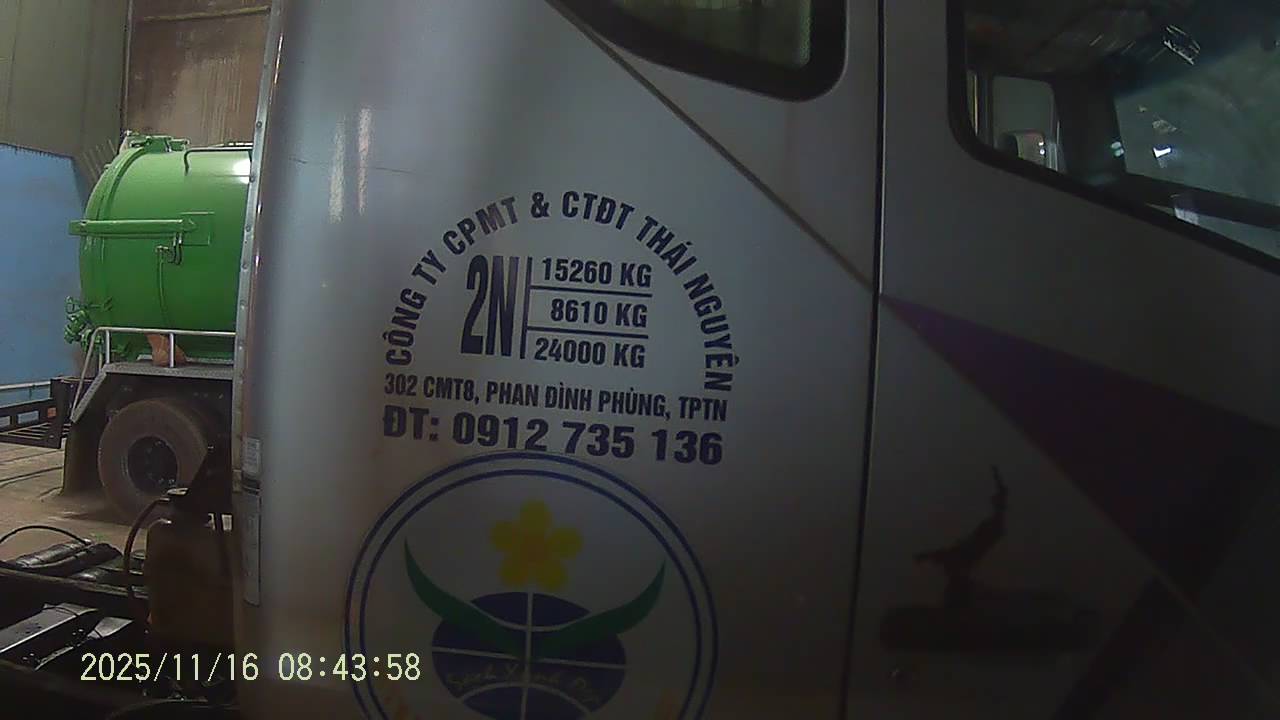 CÔNG TY CPMT & CTĐT THÁI NGUYÊN
2N
15260 KG
8610 KG
24000 KG
302 CMT8, PHAN ĐÌNH PHÙNG, TPTN
ĐT: 0912 735 136
2025/11/16 08:43:58